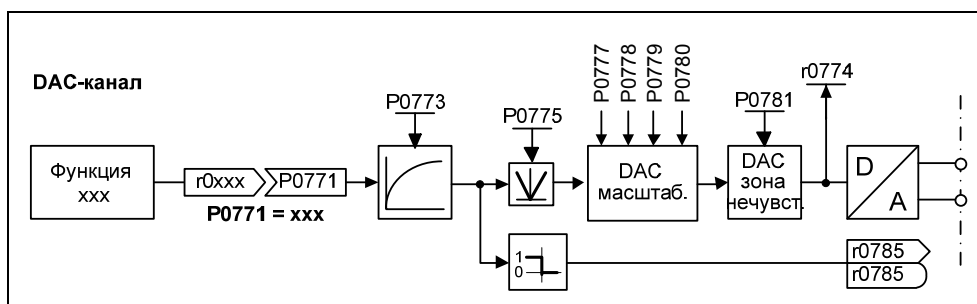 DAC-канал
P0773
P0775
P0777
P0778
P0779
P0780
P0781
r0774
Функция
xxx
r0xxx
P0771
P0771 = xxx
DAC
масштаб.
DAC
зона
нечувст.
D
A
1
0
r0785
r0785